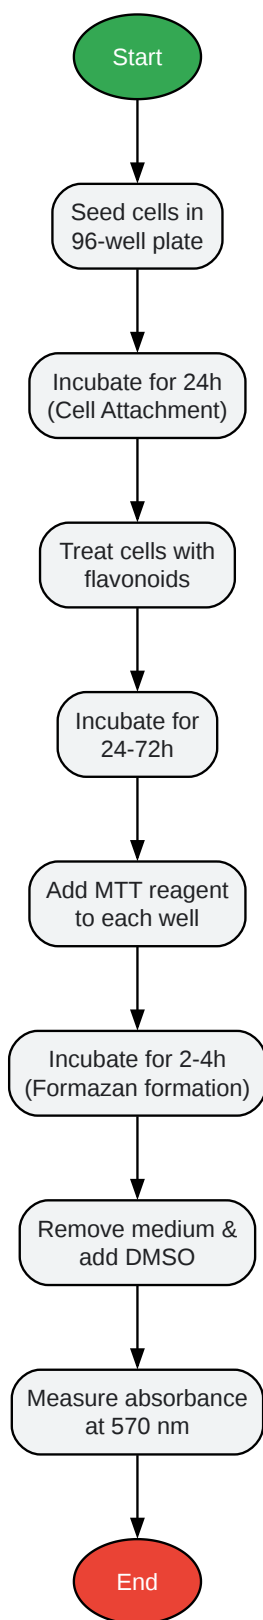 Start
Seed cells in
96-well plate
Incubate for 24h
(Cell Attachment)
Treat cells with
flavonoids
Incubate for
24-72h
Add MTT reagent
to each well
Incubate for 2-4h
(Formazan formation)
Remove medium &
add DMSO
Measure absorbance
at 570 nm
End